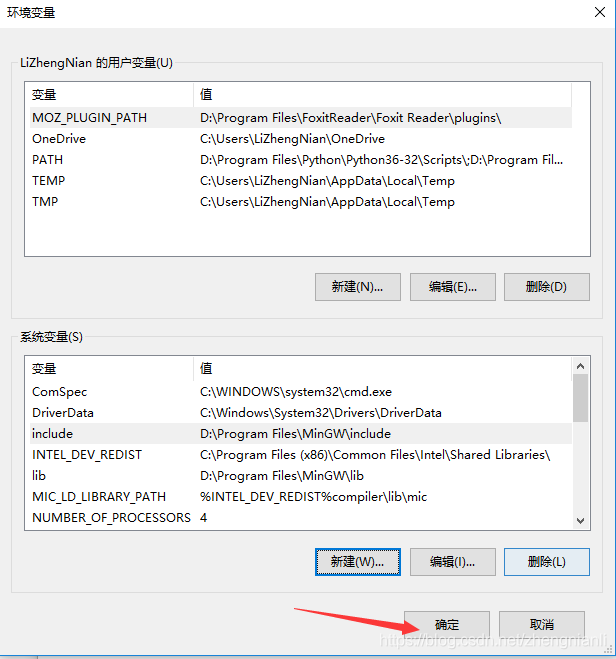 环境变量
LiZhengNian 的用户变量(U)
变量 值
MOZ_PLUGIN_PATH D:\Program Files\FoxitReader\Foxit Reader\plugins\
OneDrive C:\Users\LiZhengNian\OneDrive
PATH D:\Program Files\Python\Python36-32\Scripts\;D:\Program Fil...
TEMP C:\Users\LiZhengNian\AppData\Local\Temp
TMP C:\Users\LiZhengNian\AppData\Local\Temp
新建(N)... 编辑(E)... 删除(D)
系统变量(S)
变量 值
ComSpec C:\WINDOWS\system32\cmd.exe
DriverData C:\Windows\System32\Drivers\DriverData
include D:\Program Files\MinGW\include
INTEL_DEV_REDIST C:\Program Files (x86)\Common Files\Intel\Shared Libraries\
lib D:\Program Files\MinGW\lib
MIC_LD_LIBRARY_PATH %INTEL_DEV_REDIST%compiler\lib\mic
NUMBER_OF_PROCESSORS 4
新建(W)... 编辑(I)... 删除(L)
确定 取消
https://blog.csdn.net/zhengnianli